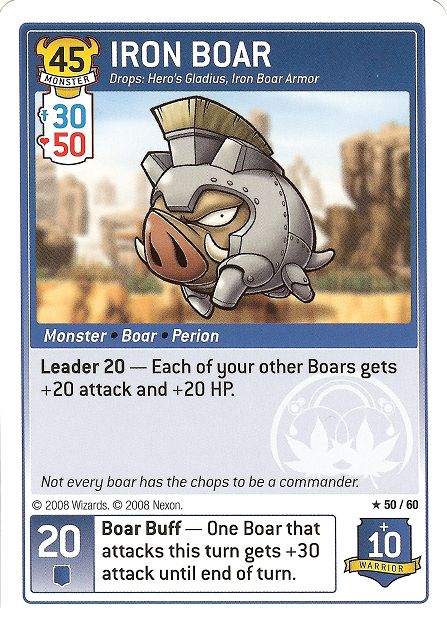 45
MONSTER
IRON BOAR
Drops: Hero's Gladius, Iron Boar Armor
30
50
Monster • Boar • Perion
Leader 20 — Each of your other Boars gets
+20 attack and +20 HP.
Not every boar has the chops to be a commander.
© 2008 Wizards. © 2008 Nexon.
★ 50 / 60
20
Boar Buff — One Boar that
attacks this turn gets +30
attack until end of turn.
+
10
WARRIOR